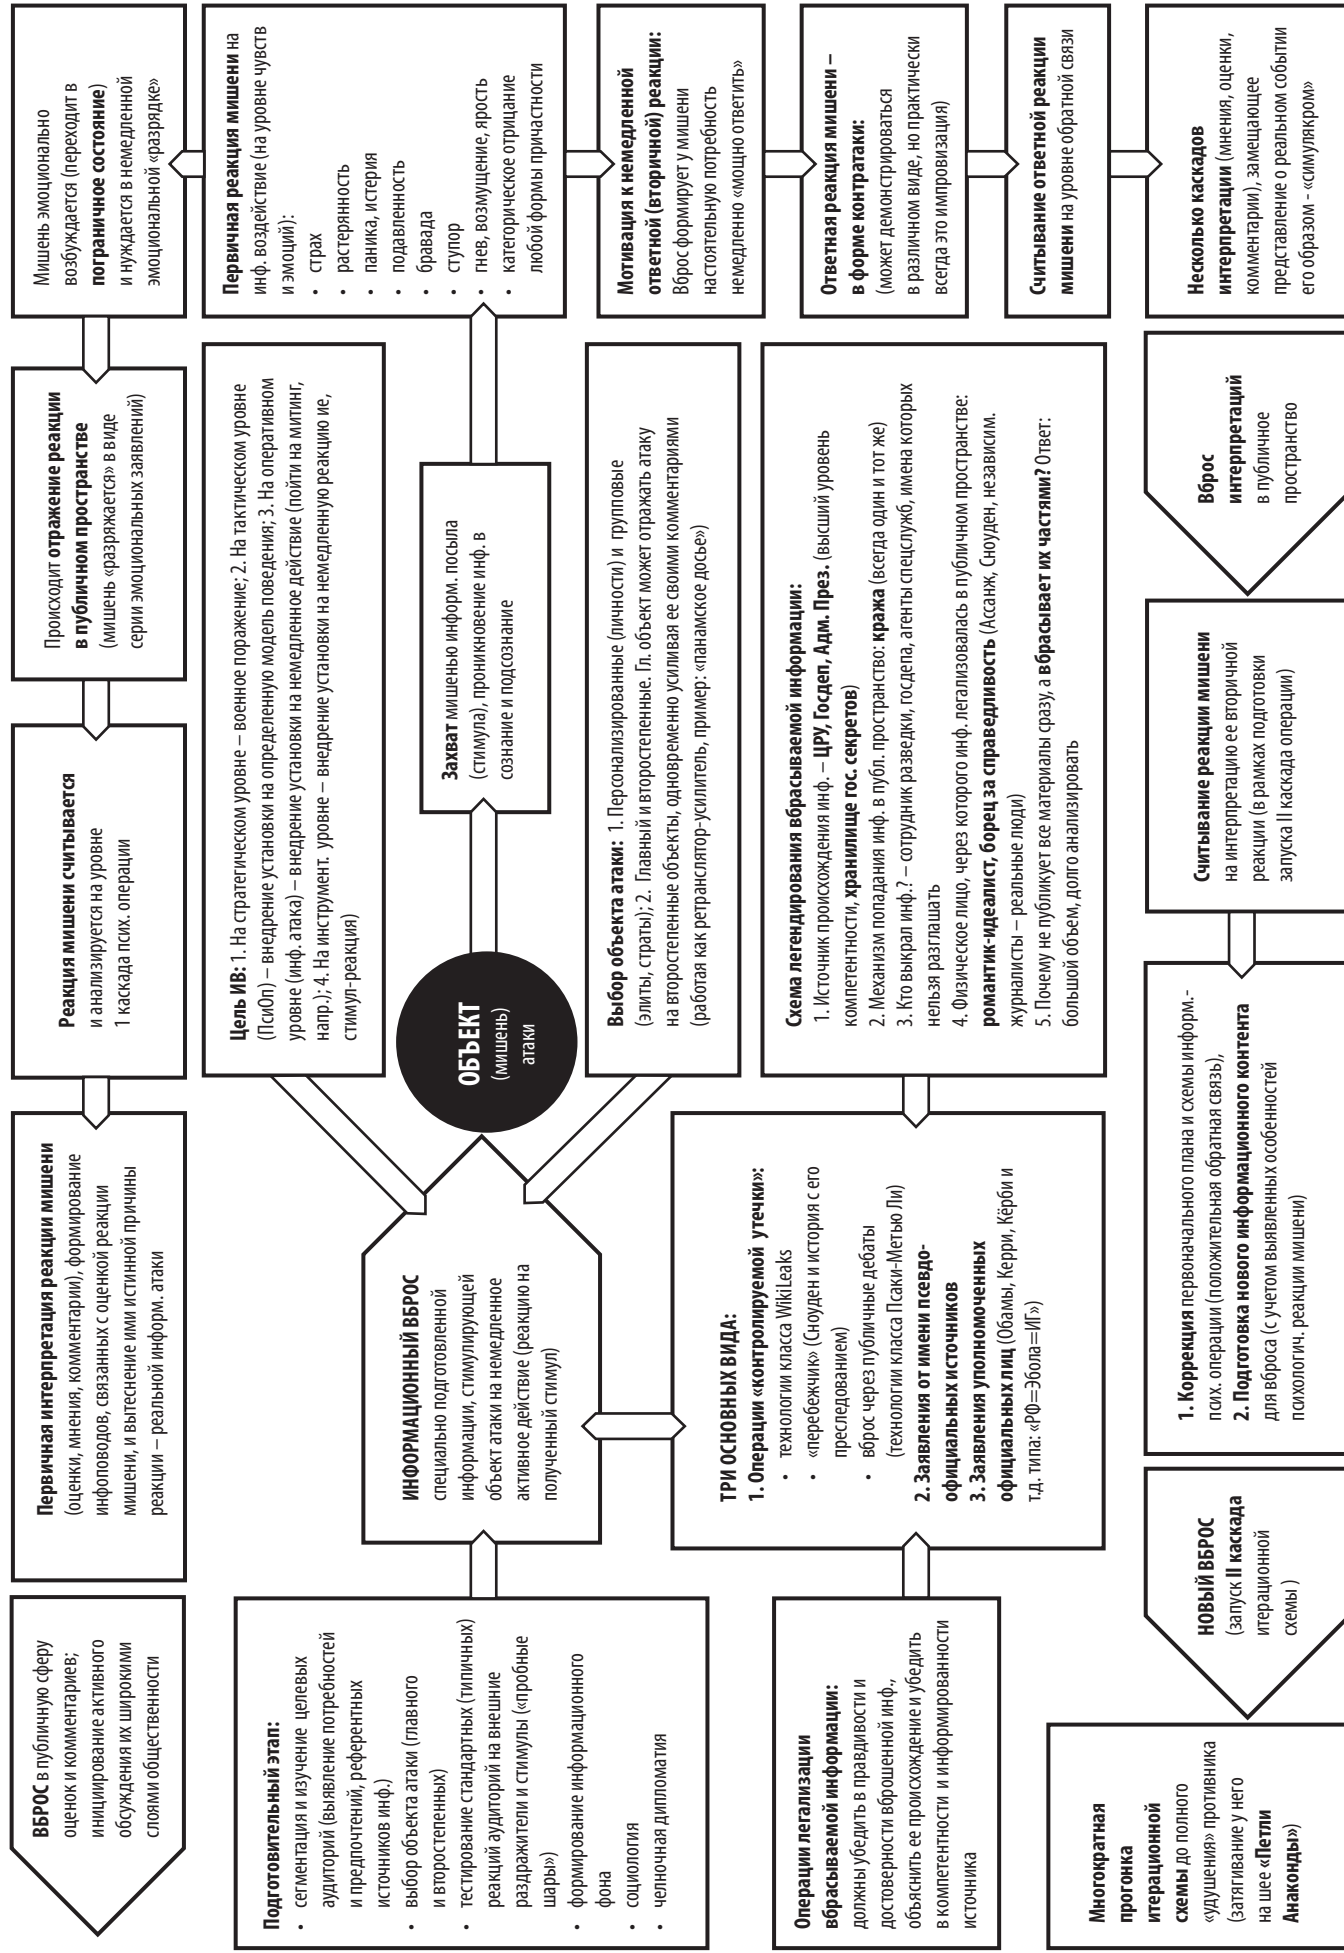 ВБРОС в публичную сферу
оценок и комментариев;
инициирование активного
обсуждения их широкими
слоями общественности
Первичная интерпретация реакции мишени
(оценки, мнения, комментарии), формирование
инфоповодов, связанных с оценкой реакции
мишени, и вытеснение ими истинной причины
реакции – реальной информ. атаки
Реакция мишени считывается
и анализируется на уровне
1 каскада псих. операции
Происходит отражение реакции
в публичном пространстве
(мишень «разряжается» в виде
серии эмоциональных заявлений)
Мишень эмоционально
возбуждается (переходит в
пограничное состояние)
и нуждается в немедленной
эмоциональной «разрядке»
Подготовительный этап:
• сегментация и изучение целевых
аудиторий (выявление потребностей
и предпочтений, референтных
источников инф.)
• выбор объекта атаки (главного
и второстепенных)
• тестирование стандартных (типичных)
реакций аудиторий на внешние
раздражители и стимулы («пробные
шары»)
• формирование информационного
фона
• социология
• челночная дипломатия
ИНФОРМАЦИОННЫЙ ВБРОС
специально подготовленной
информации, стимулирующей
объект атаки на немедленное
активное действие (реакцию на
полученный стимул)
Цель ИВ: 1. На стратегическом уровне – военное поражение; 2. На тактическом уровне
(ПсиОп) – внедрение установки на определенную модель поведения; 3. На оперативном
уровне (инф. атака) – внедрение установки на немедленное действие (пойти на митинг,
напр.); 4. На инструмент. уровне – внедрение установки на немедленную реакцию ие,
стимул-реакция)
ОБЪЕКТ
(мишень)
атаки
Захват мишенью информ. посыла
(стимула), проникновение инф. в
сознание и подсознание
Первичная реакция мишени на
инф. воздействие (на уровне чувств
и эмоций):
• страх
• растерянность
• паника, истерия
• подавленность
• бравада
• ступор
• гнев, возмущение, ярость
• категорическое отрицание
любой формы причастности
Выбор объекта атаки: 1. Персонализированные (личности) и групповые
(элиты, страты); 2. Главный и второстепенные. Гл. объект может отражать атаку
на второстепенные объекты, одновременно усиливая ее своими комментариями
(работая как ретранслятор-усилитель, пример: «панамское досье»)
Мотивация к немедленной
ответной (вторичной) реакции:
Вброс формирует у мишени
настоятельную потребность
немедленно «мощно ответить»
Операции легализации
вбрасываемой информации:
должны убедить в правдивости и
достоверности вброшенной инф.,
объяснить ее происхождение и убедить
в компетентности и информированности
источника
ТРИ ОСНОВНЫХ ВИДА:
1. Операции «контролируемой утечки»:
• технологии класса WikiLeaks
• «перебежчик» (Сноуден и история с его
преследованием)
• вброс через публичные дебаты
(технологии класса Псаки-Метью Ли)
2. Заявления от имени псевдо-
официальных источников
3. Заявления уполномоченных
официальных лиц (Обамы, Керри, Кёрби и
т.д. типа: «РФ=Эбола=ИГ»)
Схема легендирования вбрасываемой информации:
1. Источник происхождения инф. – ЦРУ, Госдеп, Адм. През. (высший уровень
компетентности, хранилище гос. секретов)
2. Механизм попадания инф. в публ. пространство: кража (всегда один и тот же)
3. Кто выкрал инф.? – сотрудник разведки, госдепа, агенты спецслужб, имена которых
нельзя разглашать
4. Физическое лицо, через которого инф. легализовалась в публичном пространстве:
романтик-идеалист, борец за справедливость (Ассанж, Сноуден, независим.
журналисты – реальные люди)
5. Почему не публикует все материалы сразу, а вбрасывает их частями? Ответ:
большой объем, долго анализировать
Ответная реакция мишени –
в форме контратаки:
(может демонстрироваться
в различном виде, но практически
всегда это импровизация)
Считывание ответной реакции
мишени на уровне обратной связи
Несколько каскадов
интерпретации (мнения, оценки,
комментарии), замещающее
представление о реальном событии
его образом - «симулякром»
Вброс
интерпретаций
в публичное
пространство
Считывание реакции мишени
на интерпретацию ее вторичной
реакции (в рамках подготовки
запуска II каскада операции)
1. Коррекция первоначального плана и схемы информ.-
псих. операции (положительная обратная связь),
2. Подготовка нового информационного контента
для вброса (с учетом выявленных особенностей
психологич. реакции мишени)
НОВЫЙ ВБРОС
(запуск II каскада
итерационной
схемы )
Многократная
прогонка
итерационной
схемы до полного
«удушения» противника
(затягивание у него
на шее «Петли
Анаконды»)